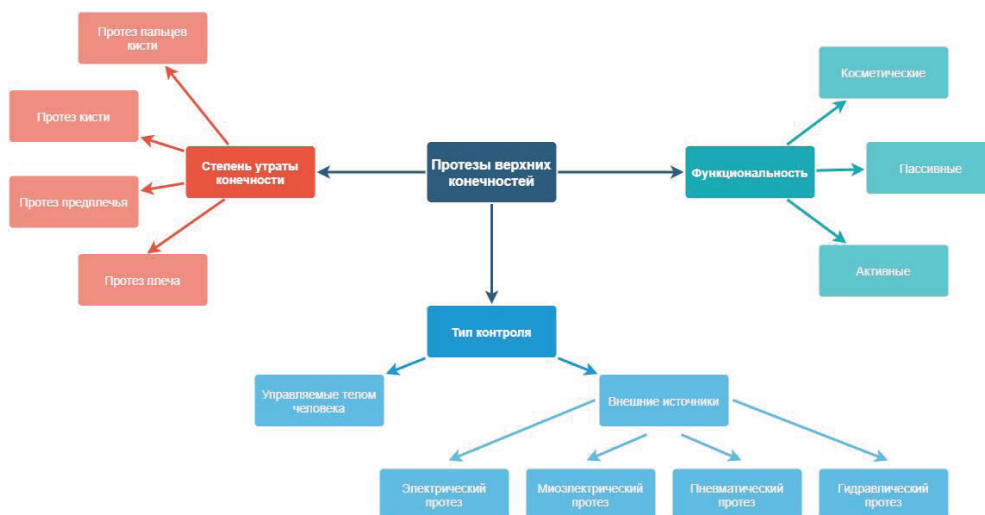 Протез пальцев
кисти
Косметические
Протез кисти
Степень утраты
конечности
Протезы верхних
конечностей
Функциональность
Пассивные
Протез предплечья
Протез плеча
Активные
Тип контроля
Управляемые телом
человека
Внешние источники
Электрический
протез
Миоэлектрический
протез
Пневматический
протез
Гидравлический
протез